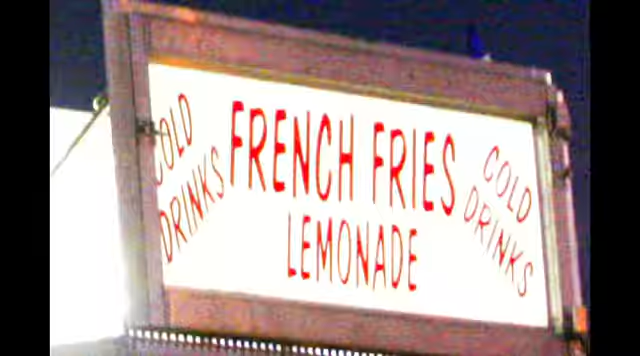 COLD
DRINKS
FRENCH FRIES
LEMONADE
COLD
DRINKS